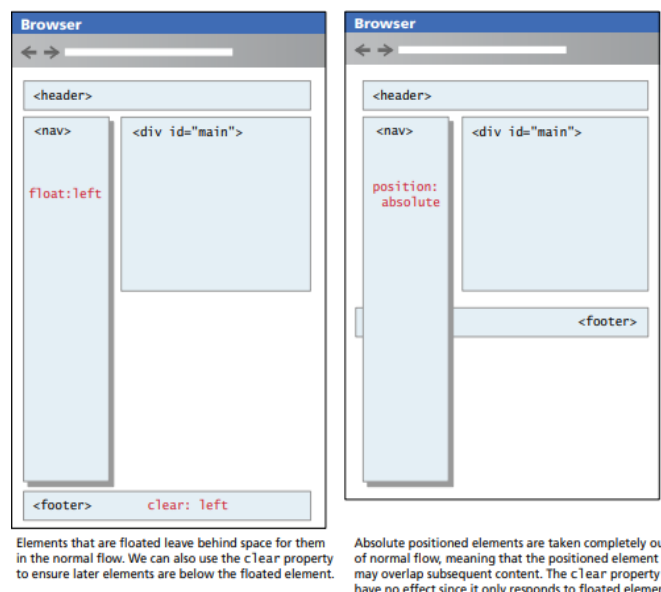 Browser
<header>
<nav>
<div id="main">
float:left
<footer>
clear: left
Elements that are floated leave behind space for them
in the normal flow. We can also use the clear property
to ensure later elements are below the floated element.
Browser
<header>
<nav>
<div id="main">
position:
absolute
<footer>
Absolute positioned elements are taken completely
of normal flow, meaning that the positioned element
may overlap subsequent content. The clear property
have no effect since it only responds to floated